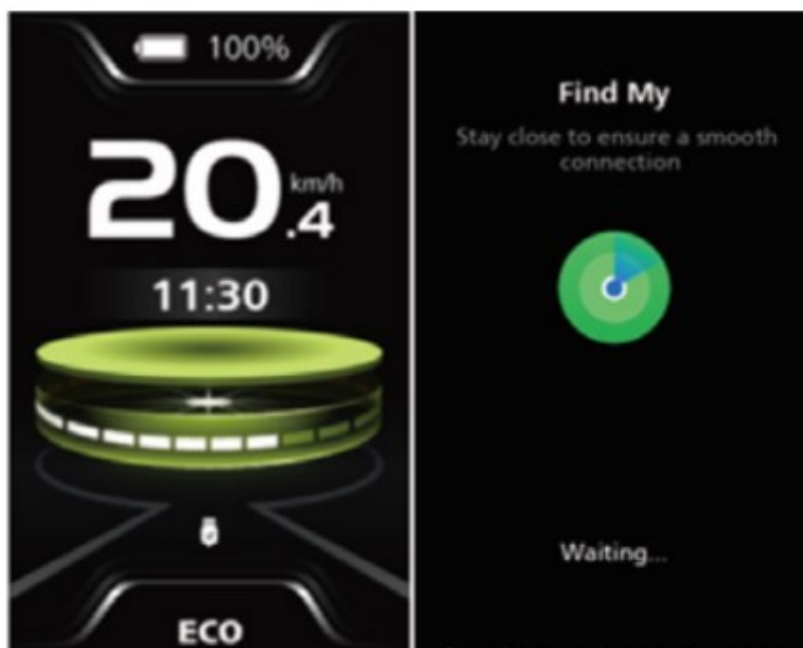 100%
20.4 km/h
11:30
ECO
Find My
Stay close to ensure a smooth
connection
Waiting...